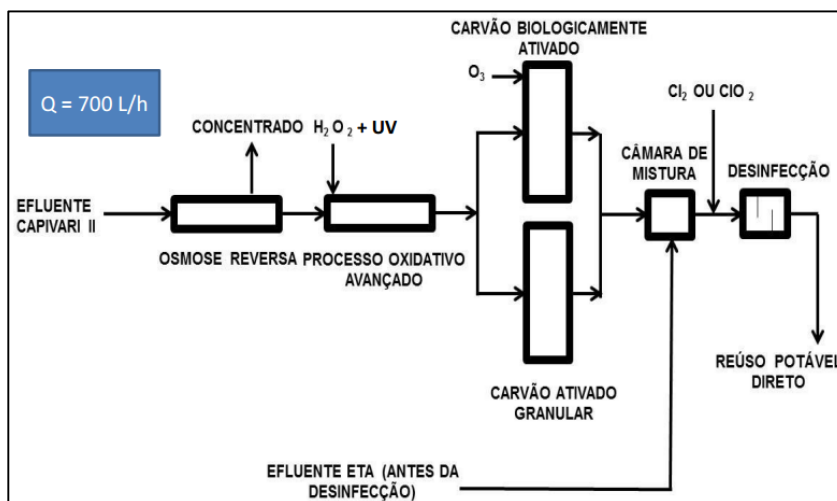 CARVÃO BIOLOGICAMENTE
ATIVADO
Q = 700 L/h
O₃
Cl₂ OU ClO₂
CONCENTRADO
H₂O₂ + UV
CÂMARA DE
MISTURA
DESINFECÇÃO
EFLUENTE
CAPIVARI II
OSMOSE REVERSA
PROCESSO OXIDATIVO
AVANÇADO
CARVÃO ATIVADO
GRANULAR
REÚSO POTÁVEL
DIRETO
EFLUENTE ETA (ANTES DA
DESINFECÇÃO)